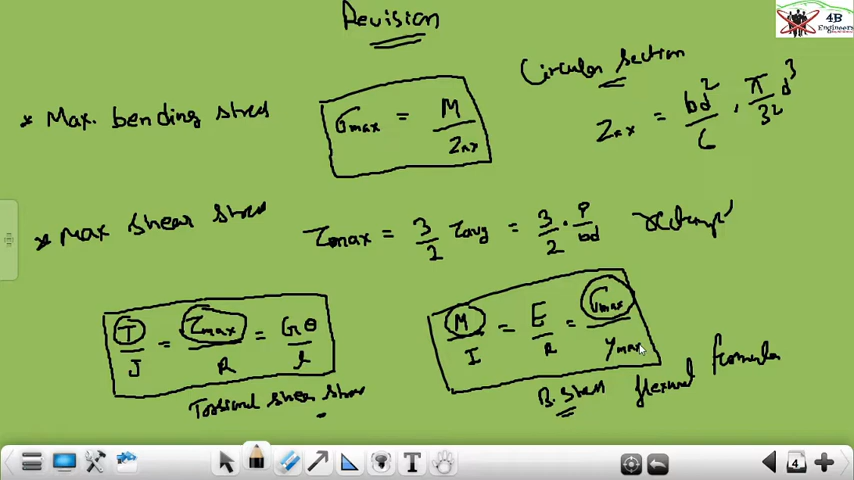 Revision
4B
Engineers
Circular section
* Max. bending stress
σmax = M / Zxx
Zxx = bd² / 6 , π / 32 d³
* Max shear stress
τmax = 3/2 τavg = 3/2 · P / bd
T / J = τmax / R = Gθ / l
M / I = E / R = σmax / ymax
Torsional shear stress
B. stress flexural formula
T
4